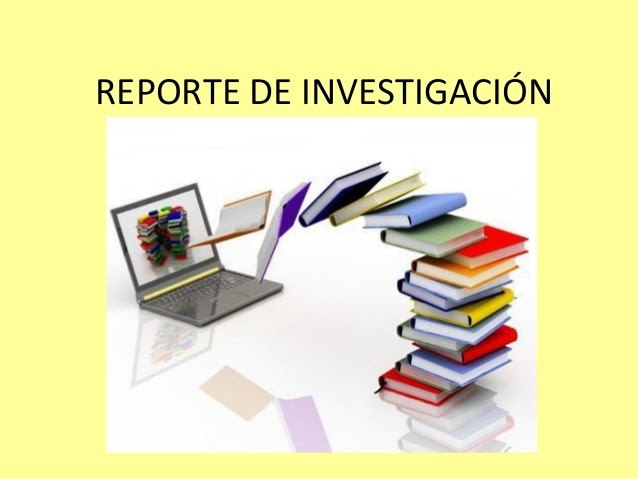 REPORTE DE INVESTIGACIÓN